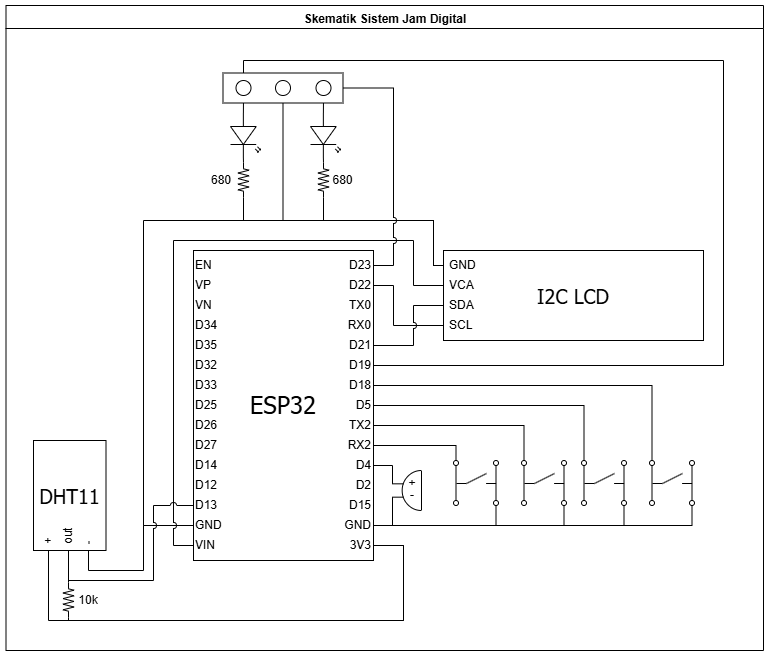 Skematik Sistem Jam Digital
680
680
EN
VP
VN
D34
D35
D32
D33
D25
D26
D27
D14
D12
D13
GND
VIN
ESP32
D23
D22
TX0
RX0
D21
D19
D18
D5
TX2
RX2
D4
D2
D15
GND
3V3
GND
VCA
SDA
SCL
I2C LCD
+
-
DHT11
+
out
-
10k